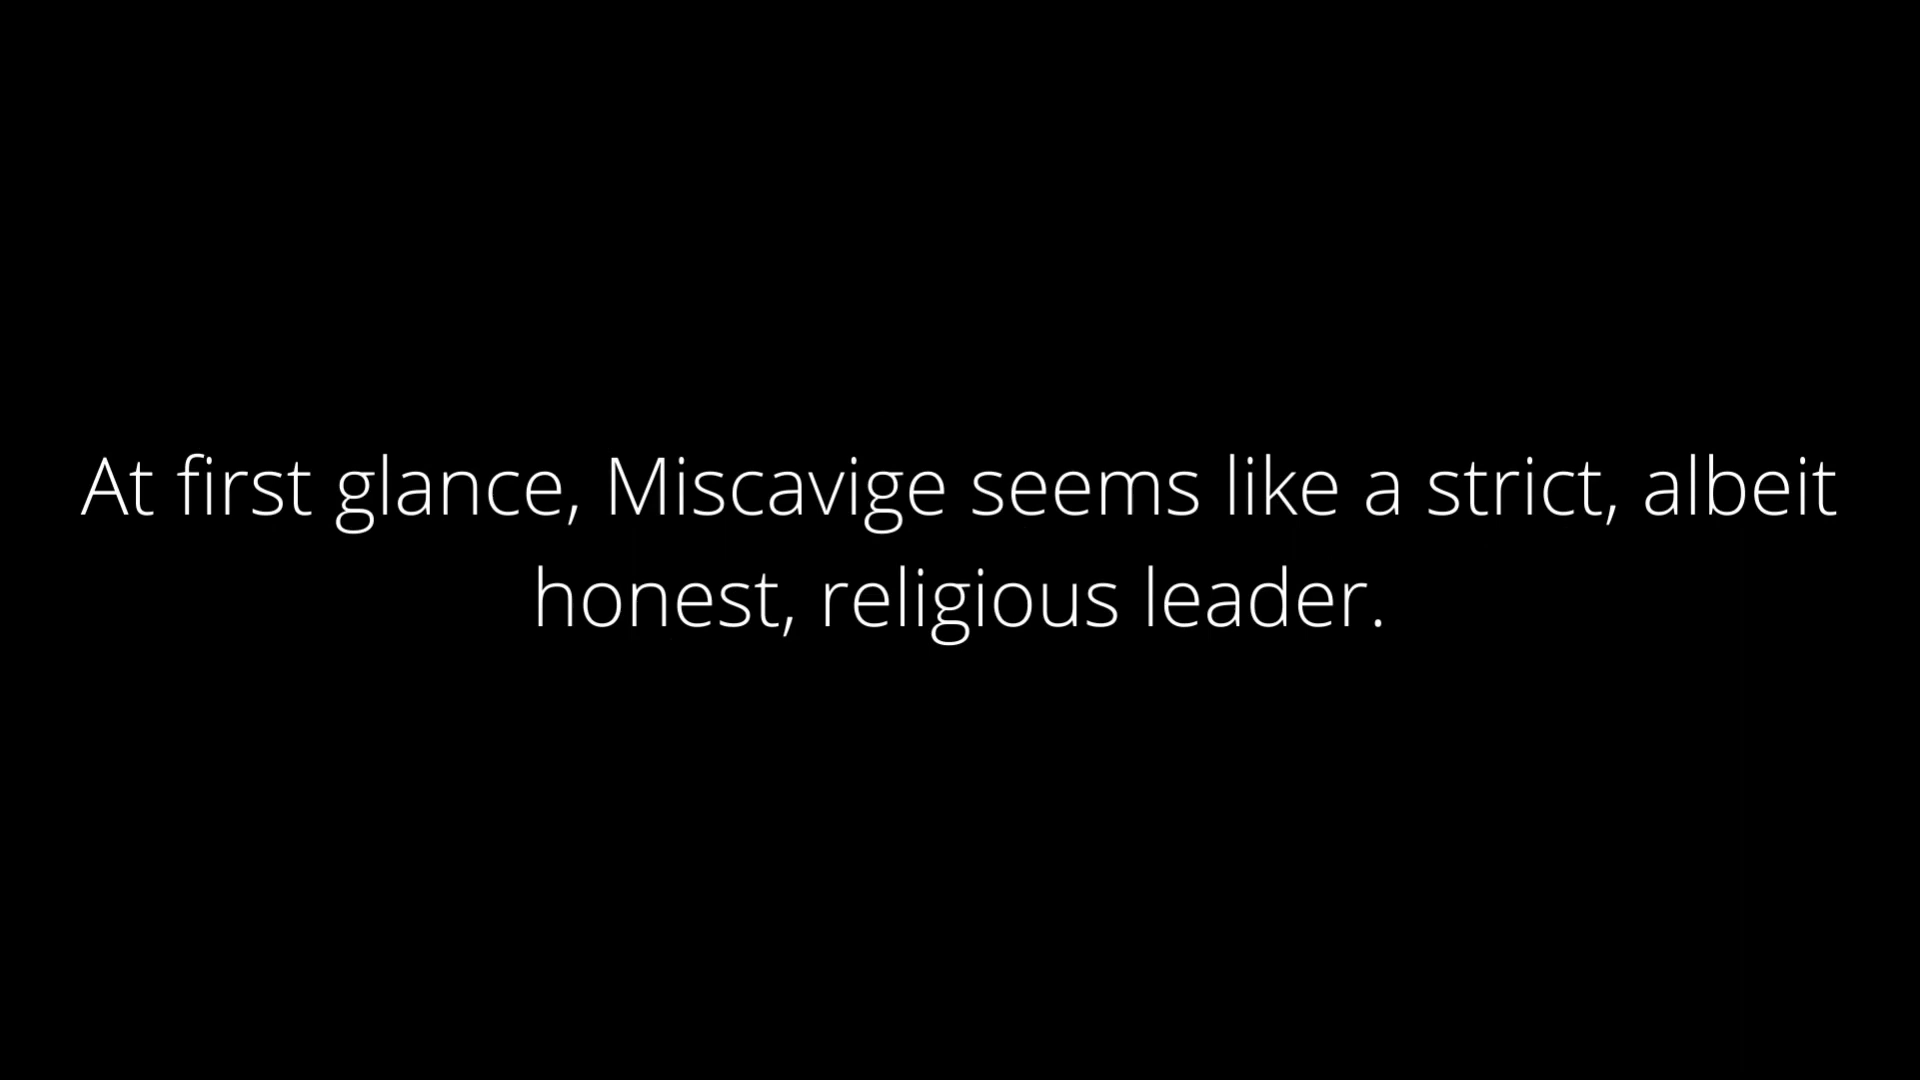 At first glance, Miscavige seems like a strict, albeit
honest, religious leader.